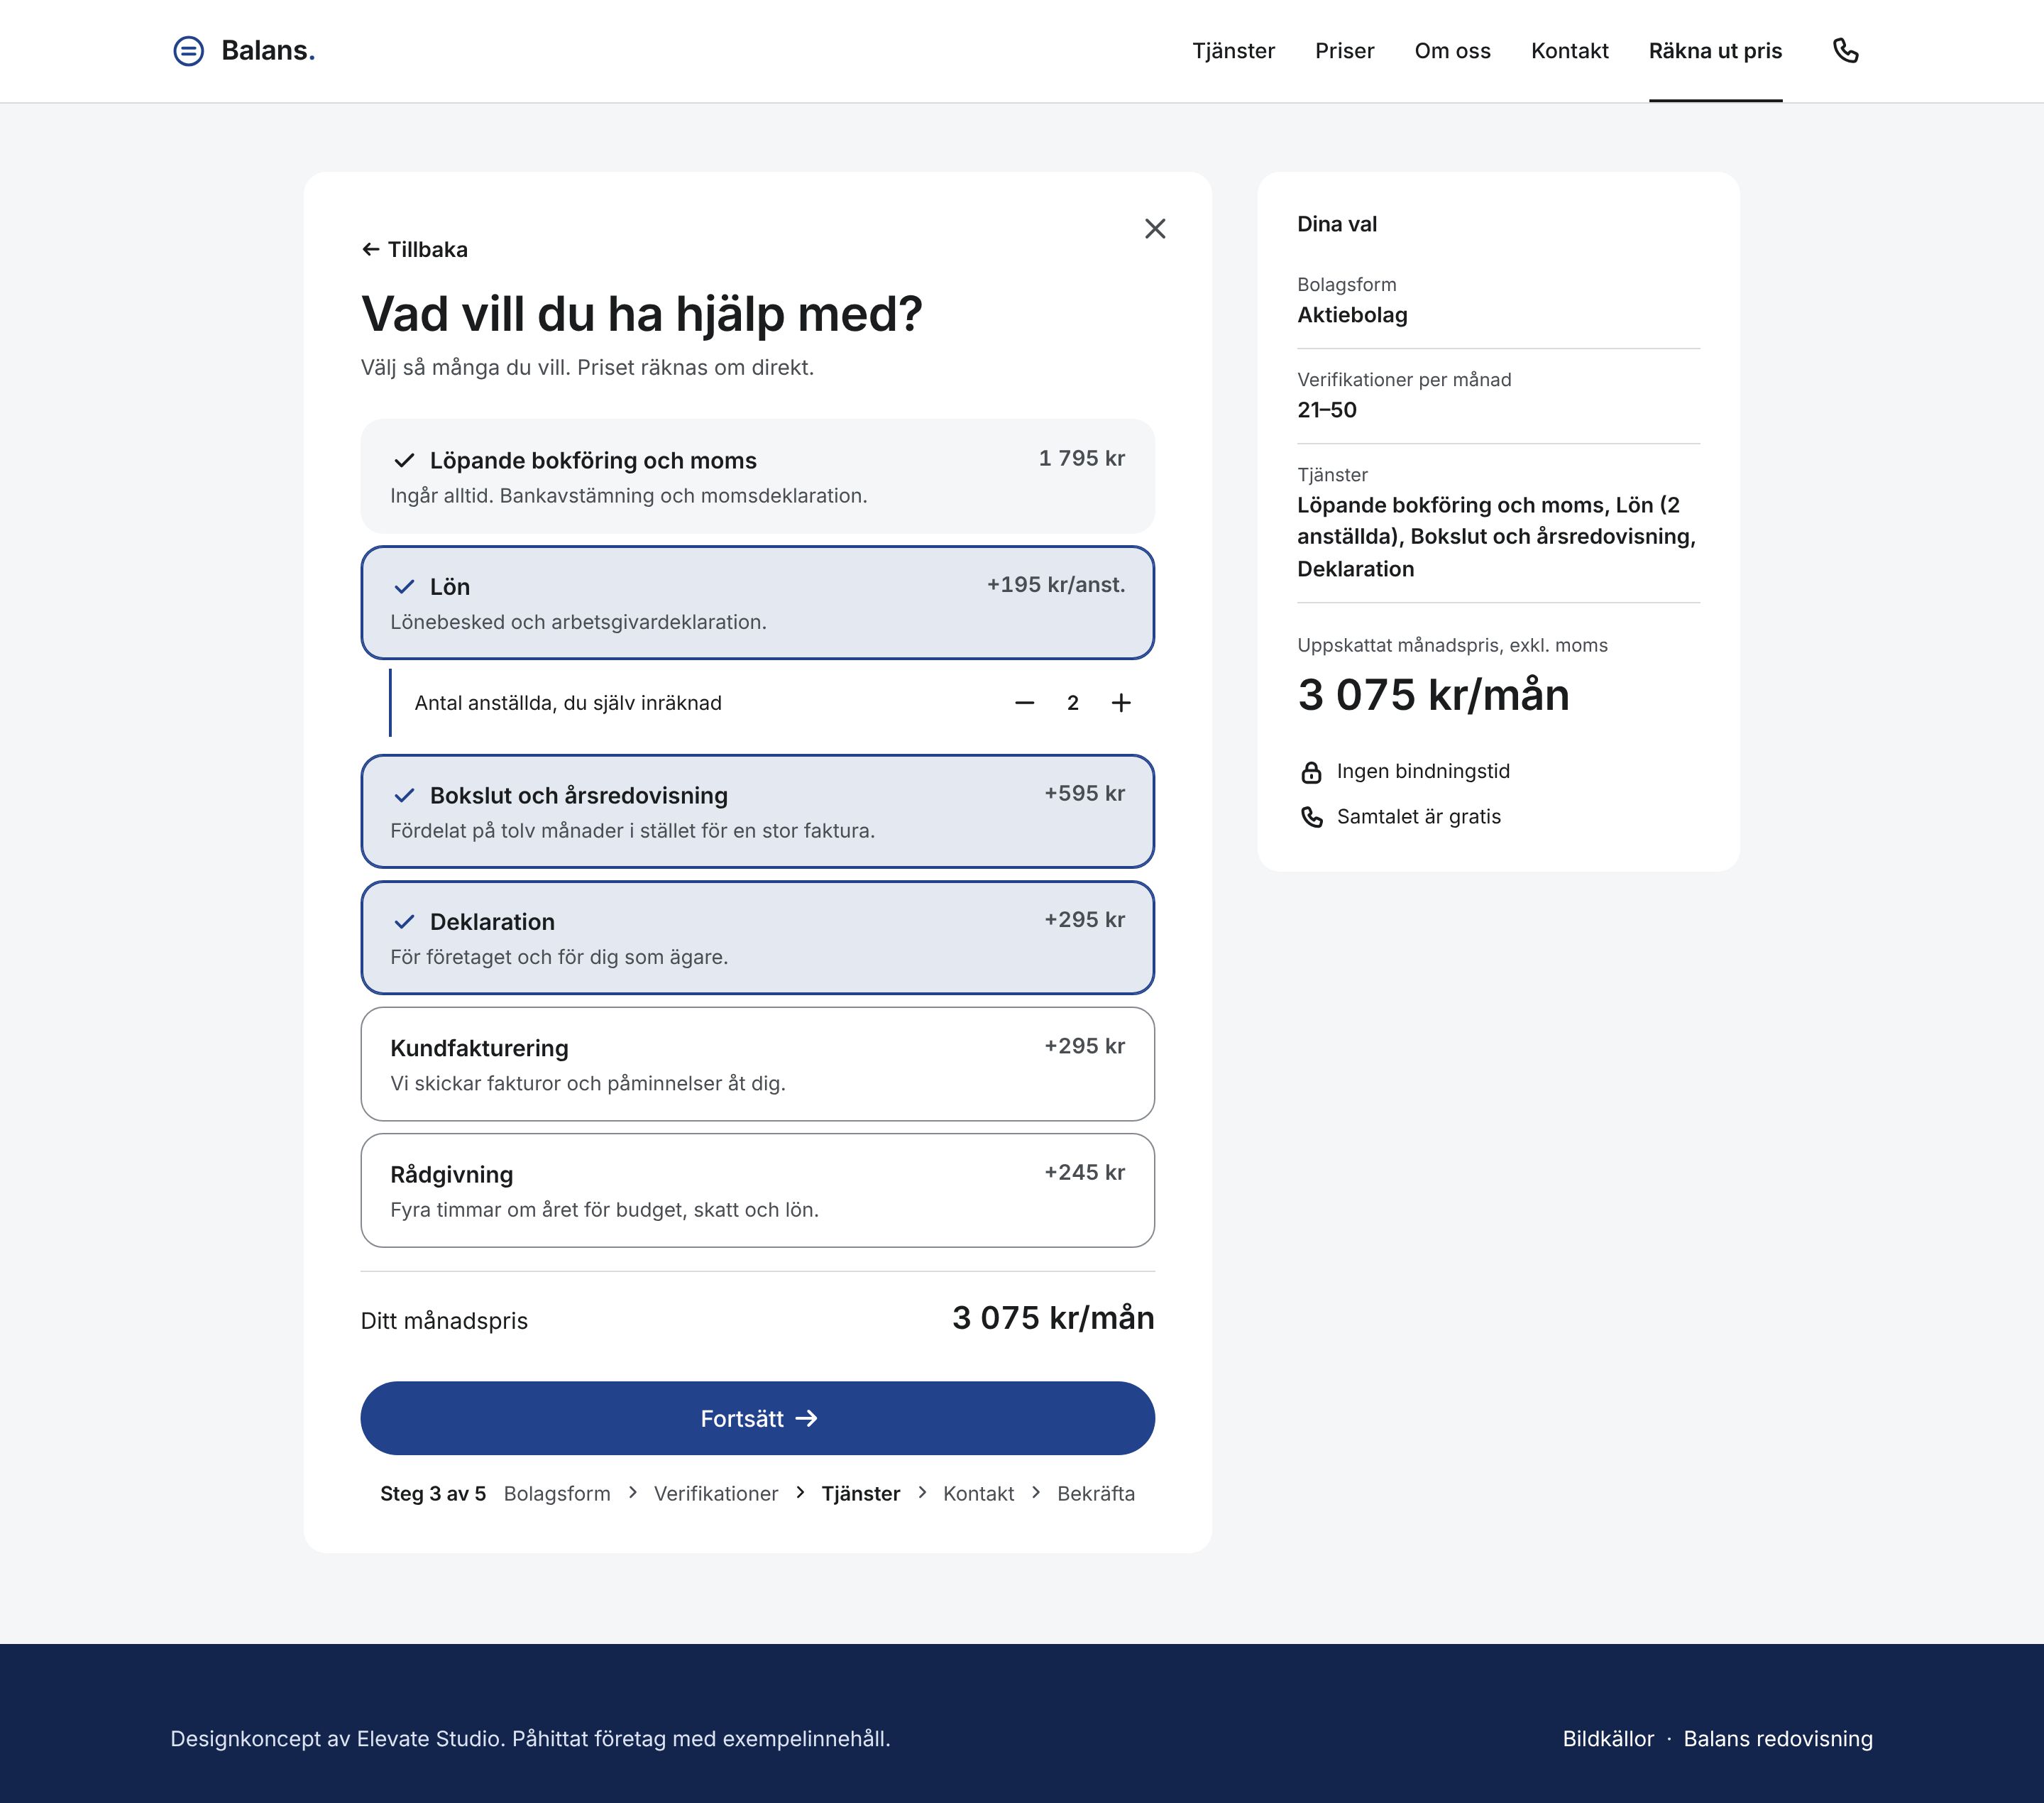 Balans.
Tjänster
Priser
Om oss
Kontakt
Räkna ut pris
Tillbaka
Vad vill du ha hjälp med?
Välj så många du vill. Priset räknas om direkt.
Löpande bokföring och moms
1 795 kr
Ingår alltid. Bankavstämning och momsdeklaration.
Lön
+195 kr/anst.
Lönebesked och arbetsgivardeklaration.
Antal anställda, du själv inräknad
2
Bokslut och årsredovisning
+595 kr
Fördelat på tolv månader i stället för en stor faktura.
Deklaration
+295 kr
För företaget och för dig som ägare.
Kundfakturering
+295 kr
Vi skickar fakturor och påminnelser åt dig.
Rådgivning
+245 kr
Fyra timmar om året för budget, skatt och lön.
Ditt månadspris
3 075 kr/mån
Fortsätt
Steg 3 av 5
Bolagsform
Verifikationer
Tjänster
Kontakt
Bekräfta
Dina val
Bolagsform
Aktiebolag
Verifikationer per månad
21–50
Tjänster
Löpande bokföring och moms, Lön (2
anställda), Bokslut och årsredovisning,
Deklaration
Uppskattat månadspris, exkl. moms
3 075 kr/mån
Ingen bindningstid
Samtalet är gratis
Designkoncept av Elevate Studio. Påhittat företag med exempelinnehåll.
Bildkällor · Balans redovisning